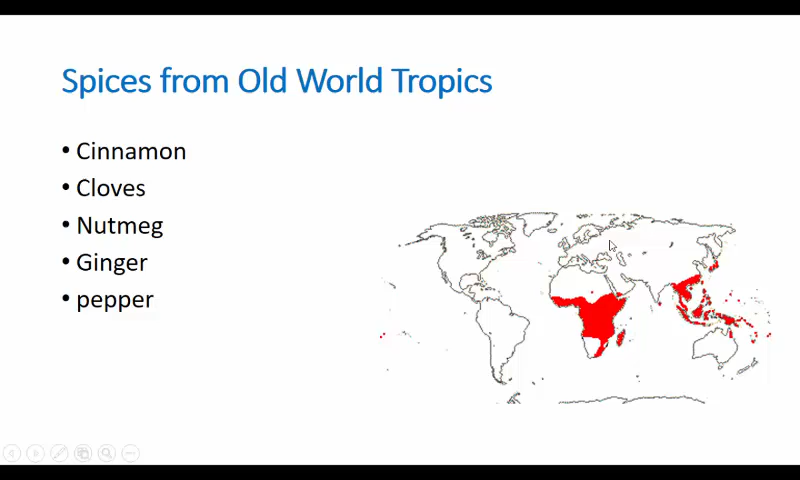 Spices from Old World Tropics
• Cinnamon
• Cloves
• Nutmeg
• Ginger
• pepper